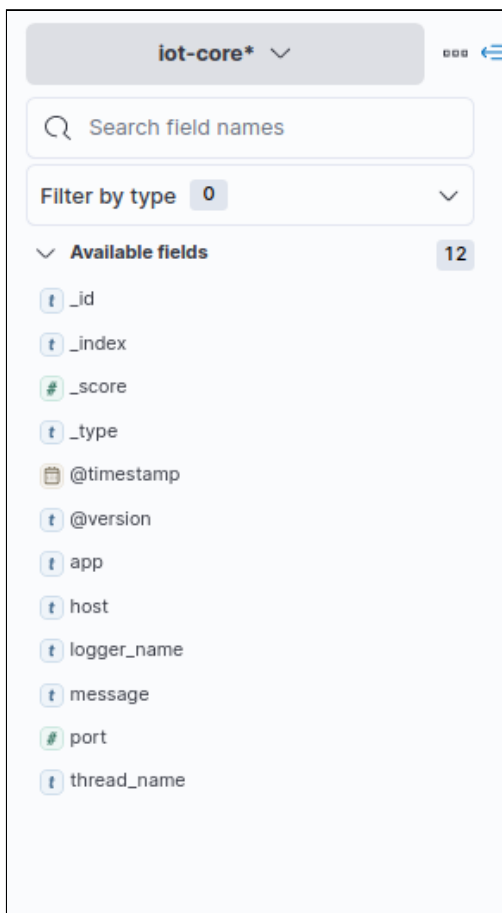 iot-core*
Search field names
Filter by type 0
Available fields 12
t _id
t _index
# _score
t _type
@timestamp
t @version
t app
t host
t logger_name
t message
# port
t thread_name